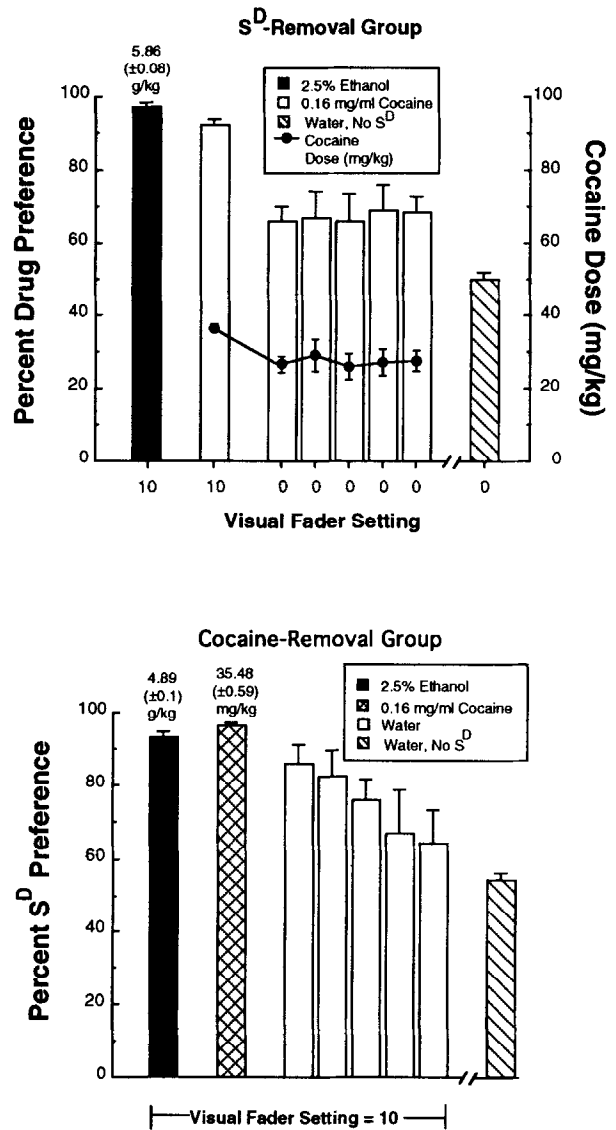 S^D-Removal Group
5.86
(±0.08)
g/kg
2.5% Ethanol
0.16 mg/ml Cocaine
Water, No S^D
Cocaine
Dose (mg/kg)
100
80
60
40
20
0
Percent Drug Preference
100
80
60
40
20
0
Cocaine Dose (mg/kg)
10 10 0 0 0 0 0 0
Visual Fader Setting
Cocaine-Removal Group
4.89
(±0.1)
g/kg
35.48
(±0.59)
mg/kg
2.5% Ethanol
0.16 mg/ml Cocaine
Water
Water, No S^D
100
80
60
40
20
0
Percent S^D Preference
Visual Fader Setting = 10